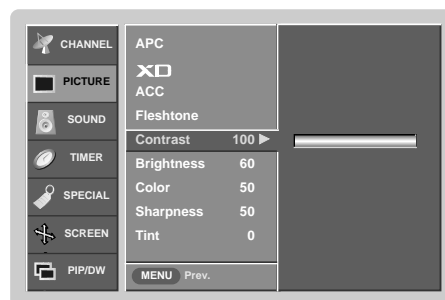 CHANNEL
PICTURE
SOUND
TIMER
SPECIAL
SCREEN
PIP/DW
APC
XD
ACC
Fleshtone
Contrast 100
Brightness 60
Color 50
Sharpness 50
Tint 0
MENU Prev.